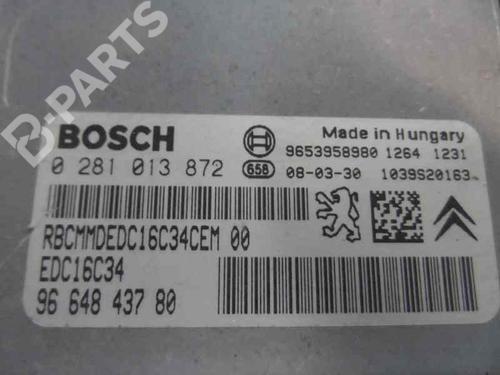 B-PARTS
BOSCH
Made in Hungary
9653958980 1264 1231
0 281 013 872
658
08-03-30
1039S20163
RBCMMDEDC16C34CEM 00
EDC16C34
96 648 437 80